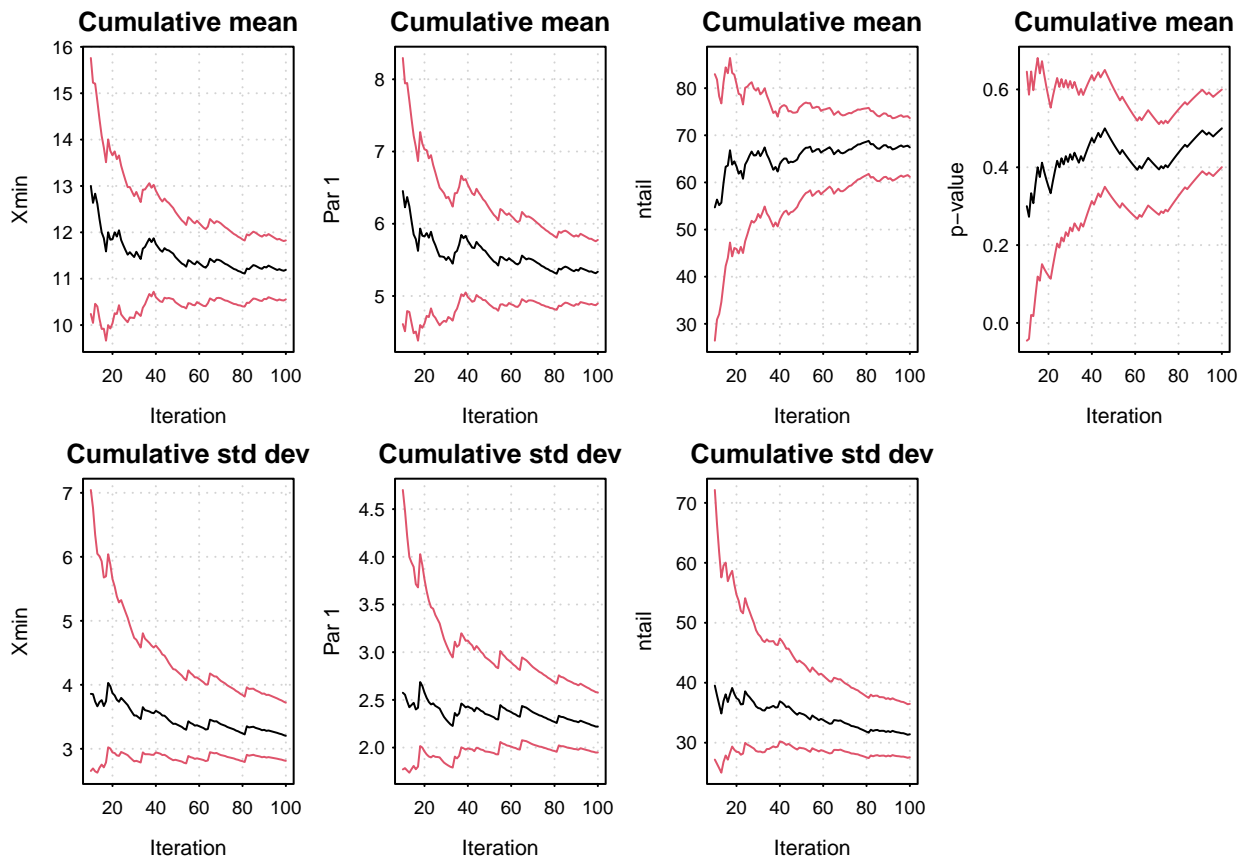 Cumulative mean
Xmin
16
15
14
13
12
11
10
20 40 60 80 100
Iteration
Cumulative mean
Par 1
8
7
6
5
20 40 60 80 100
Iteration
Cumulative mean
ntail
80
70
60
50
40
30
20 40 60 80 100
Iteration
Cumulative mean
p−value
0.6
0.4
0.2
0.0
20 40 60 80 100
Iteration
Cumulative std dev
Xmin
7
6
5
4
3
20 40 60 80 100
Iteration
Cumulative std dev
Par 1
4.5
4.0
3.5
3.0
2.5
2.0
20 40 60 80 100
Iteration
Cumulative std dev
ntail
70
60
50
40
30
20 40 60 80 100
Iteration